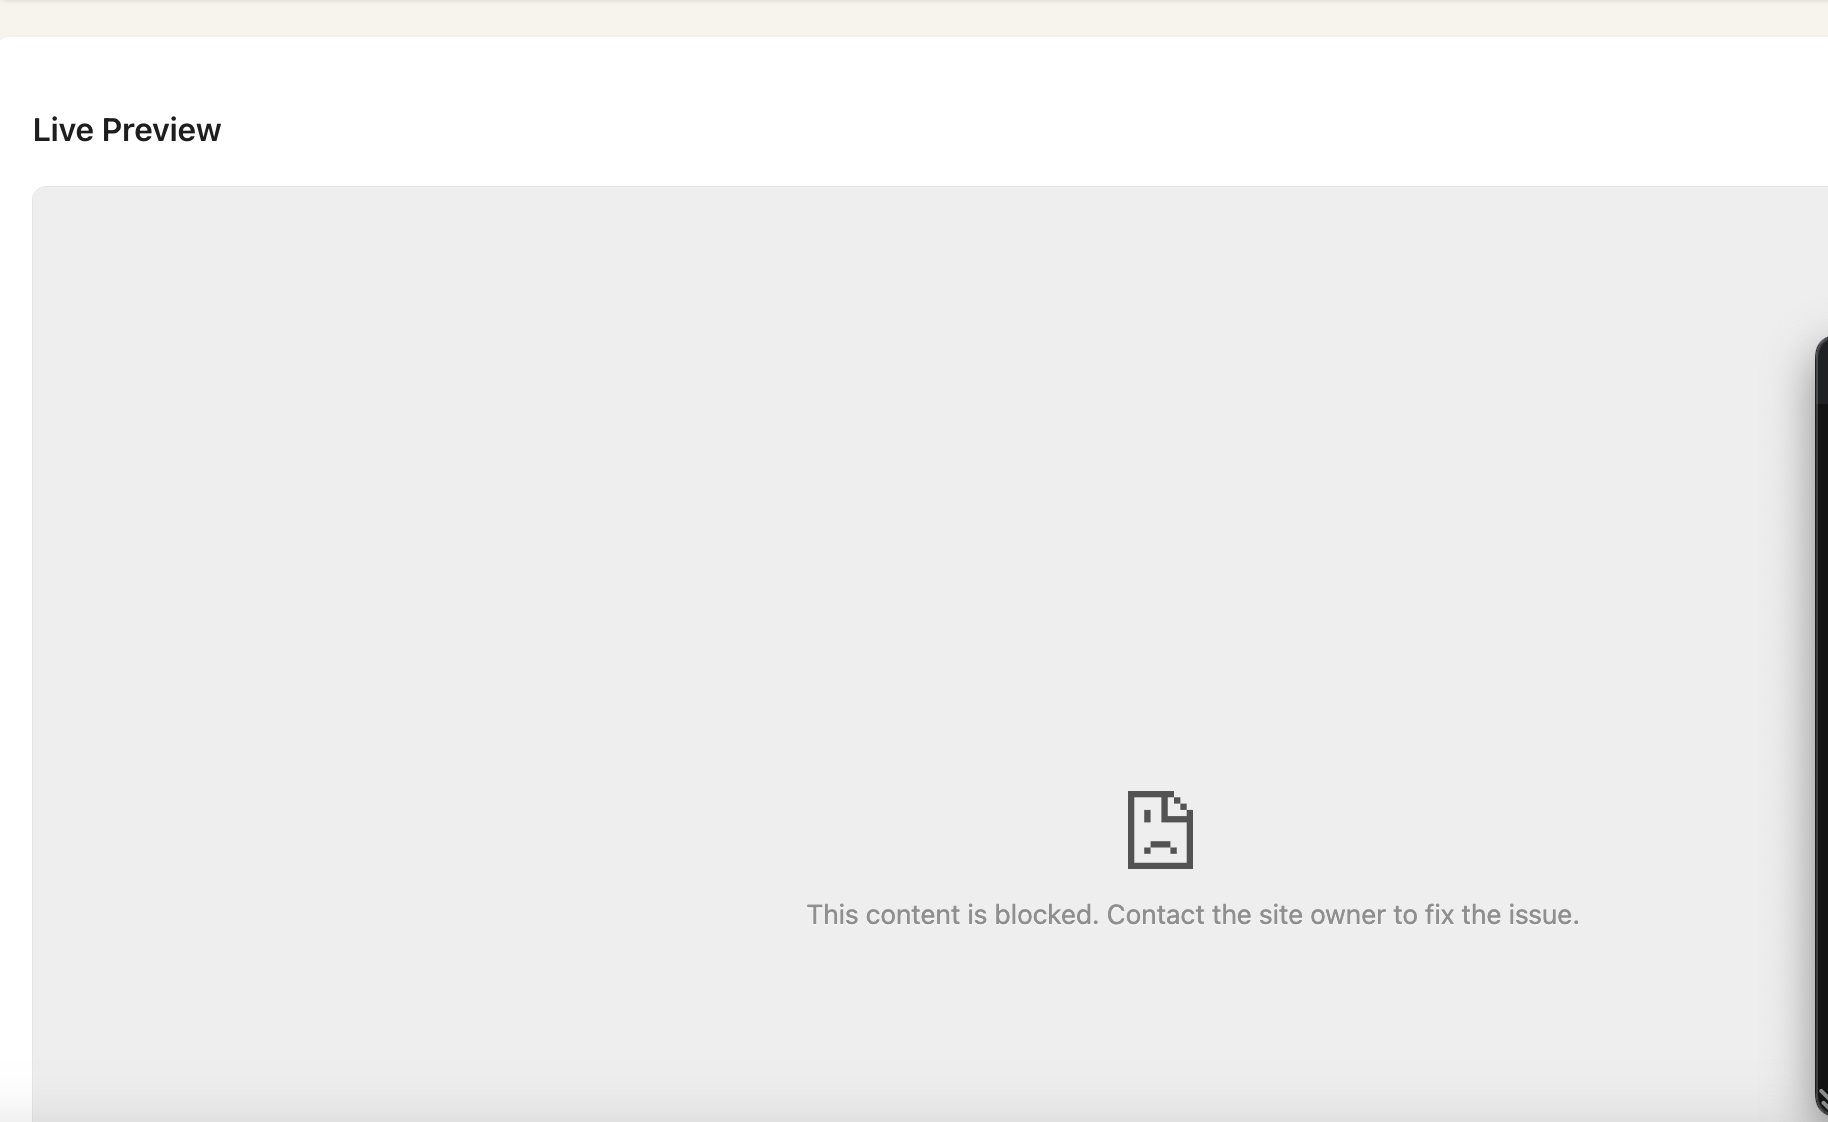 Live Preview
This content is blocked. Contact the site owner to fix the issue.